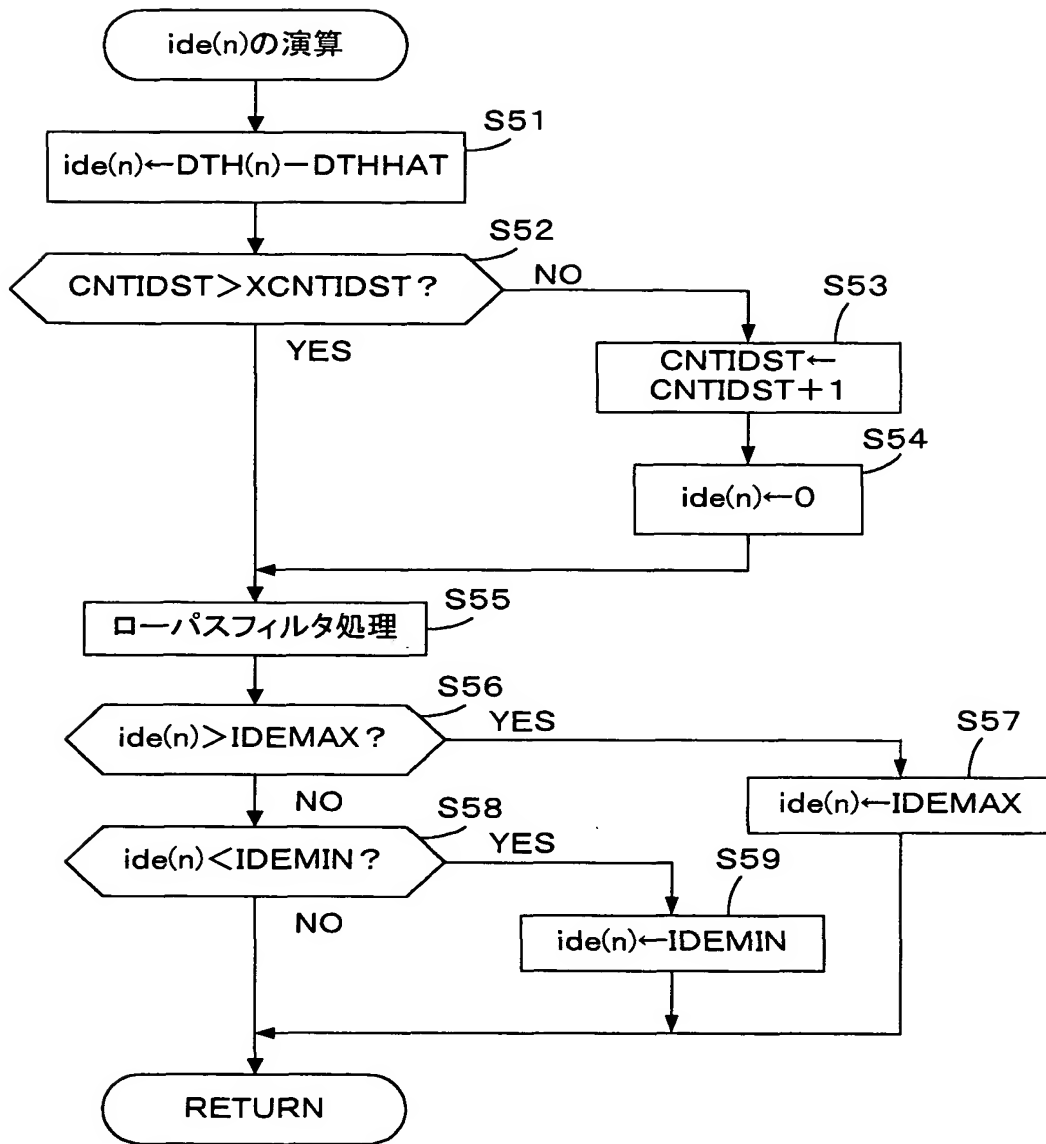 ide(n)の演算
S51
ide(n)←DTH(n)−DTHHAT
S52
CNTIDST>XCNTIDST?
NO
YES
S53
CNTIDST←
CNTIDST+1
S54
ide(n)←0
S55
ローパスフィルタ処理
S56
ide(n)>IDEMAX?
YES
NO
S57
ide(n)←IDEMAX
S58
ide(n)<IDEMIN?
YES
NO
S59
ide(n)←IDEMIN
RETURN